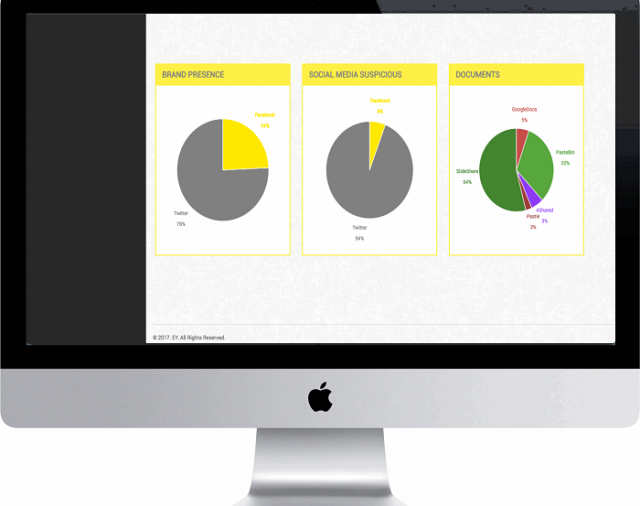 BRAND PRESENCE
Facebook
24%
Twitter
76%
SOCIAL MEDIA SUSPICIOUS
Facebook
6%
Twitter
94%
DOCUMENTS
GoogleDocs
5%
PasteBin
32%
4Shared
5%
Pastie
3%
SlideShare
54%
© 2017, EY. All Rights Reserved.